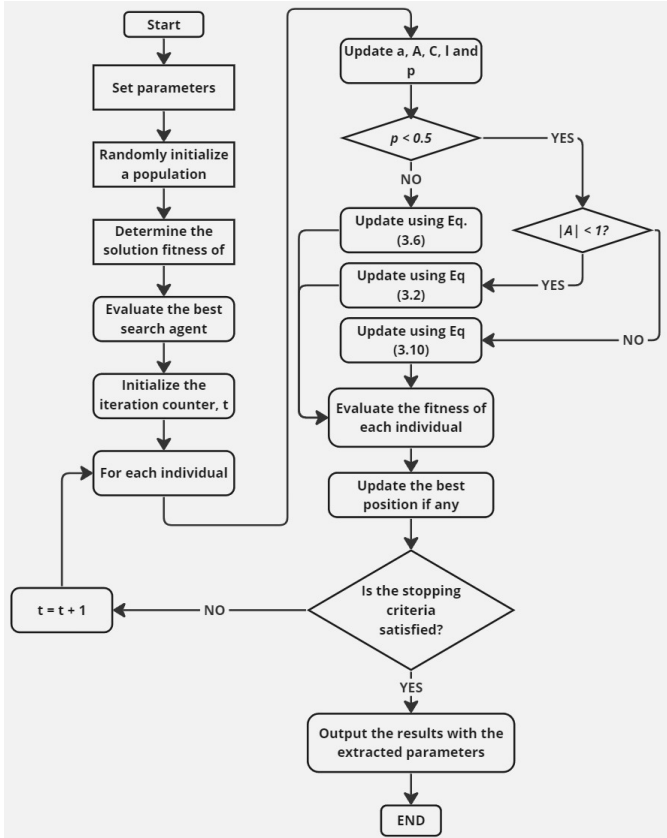 Start
Set parameters
Randomly initialize
a population
Determine the
solution fitness of
Evaluate the best
search agent
Initialize the
iteration counter, t
For each individual
t = t + 1
Update a, A, C, l and
p
p < 0.5
YES
NO
Update using Eq.
(3.6)
|A| < 1?
Update using Eq
(3.2)
YES
Update using Eq
(3.10)
NO
Evaluate the fitness of
each individual
Update the best
position if any
Is the stopping
criteria
satisfied?
NO
YES
Output the results with the
extracted parameters
END